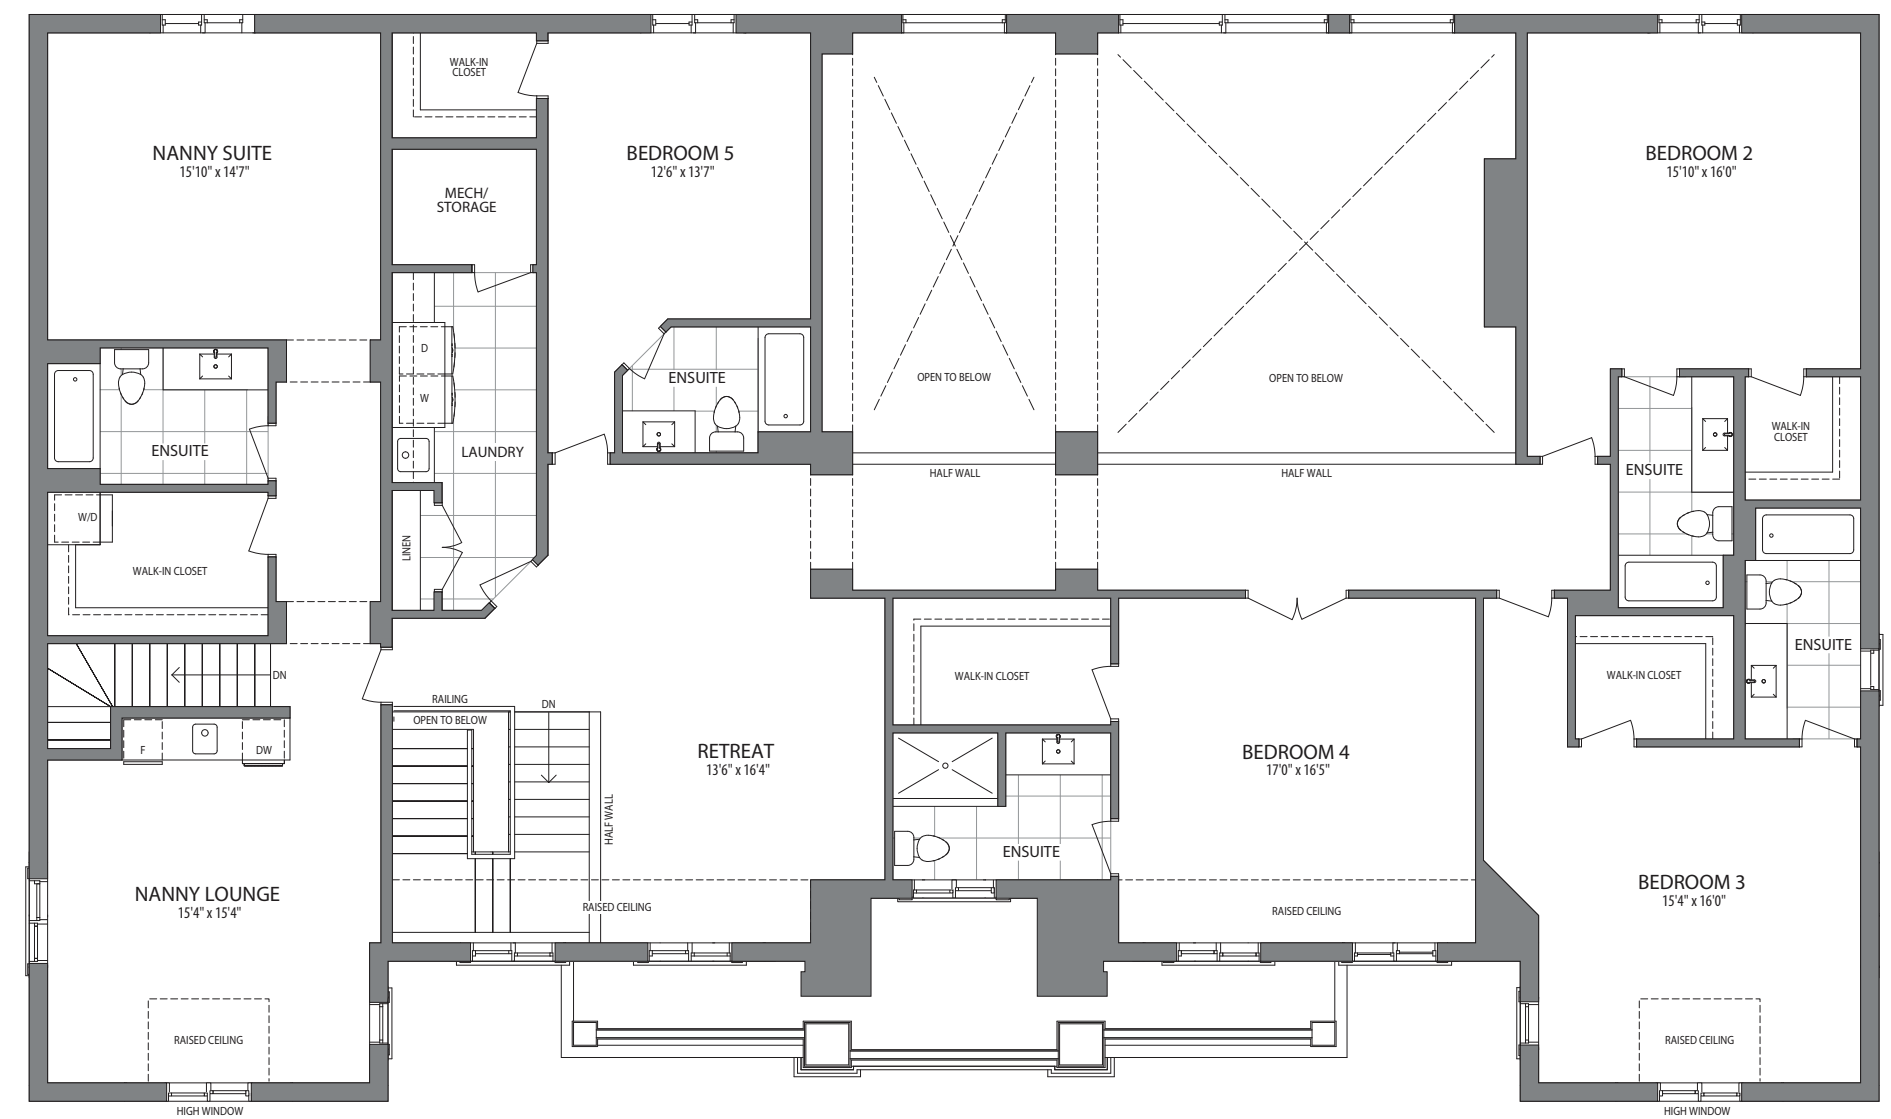 WALK-IN
CLOSET
NANNY SUITE
15'10" x 14'7"
BEDROOM 5
12'6" x 13'7"
BEDROOM 2
15'10" x 16'0"
MECH/
STORAGE
D
W
ENSUITE
OPEN TO BELOW
OPEN TO BELOW
ENSUITE
LAUNDRY
WALK-IN
CLOSET
HALF WALL
HALF WALL
ENSUITE
W/D
LINEN
WALK-IN CLOSET
ENSUITE
DN
WALK-IN CLOSET
WALK-IN CLOSET
RAILING
DN
OPEN TO BELOW
F
DW
RETREAT
13'6" x 16'4"
BEDROOM 4
17'0" x 16'5"
HALF WALL
ENSUITE
NANNY LOUNGE
15'4" x 15'4"
BEDROOM 3
15'4" x 16'0"
RAISED CEILING
RAISED CEILING
RAISED CEILING
RAISED CEILING
HIGH WINDOW
HIGH WINDOW